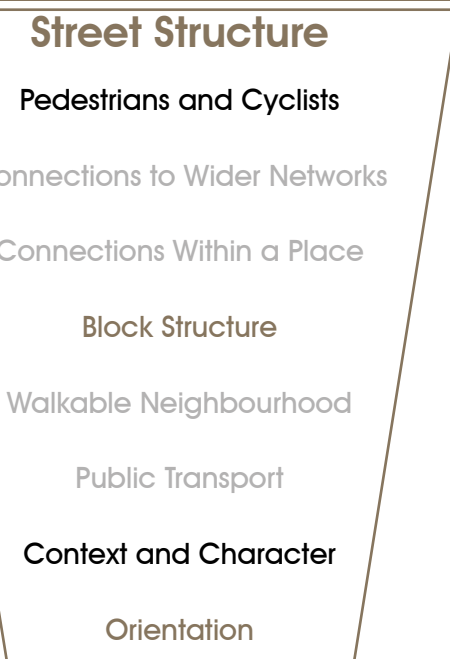 Street Structure
Pedestrians and Cyclists
onnections to Wider Networks
Connections Within a Place
Block Structure
Walkable Neighbourhood
Public Transport
Context and Character
Orientation